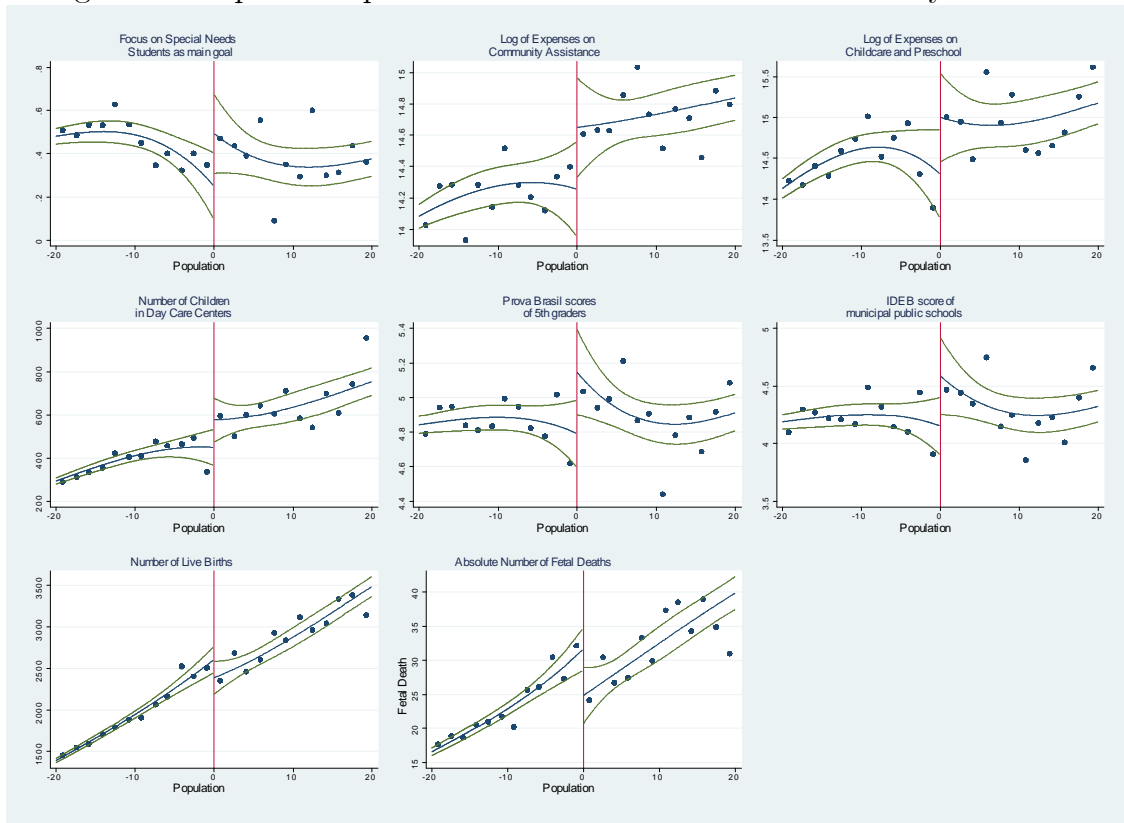 Focus on Special Needs
Students as main goal
Log of Expenses on
Community Assistance
Log of Expenses on
Childcare and Preschool
.8
.6
.4
.2
0
-20 -10 0 10 20
Population
15
14.8
14.6
14.4
14.2
14
-20 -10 0 10 20
Population
15.5
15
14.5
14
13.5
-20 -10 0 10 20
Population
Number of Children
in Day Care Centers
Prova Brasil scores
of 5th graders
IDEB score of
municipal public schools
1000
800
600
400
200
-20 -10 0 10 20
Population
5.4
5.2
5
4.8
4.6
4.4
-20 -10 0 10 20
Population
5
4.5
4
3.5
-20 -10 0 10 20
Population
Number of Live Births
Absolute Number of Fetal Deaths
3500
3000
2500
2000
1500
-20 -10 0 10 20
Population
Fetal Death
40
35
30
25
20
15
-20 -10 0 10 20
Population